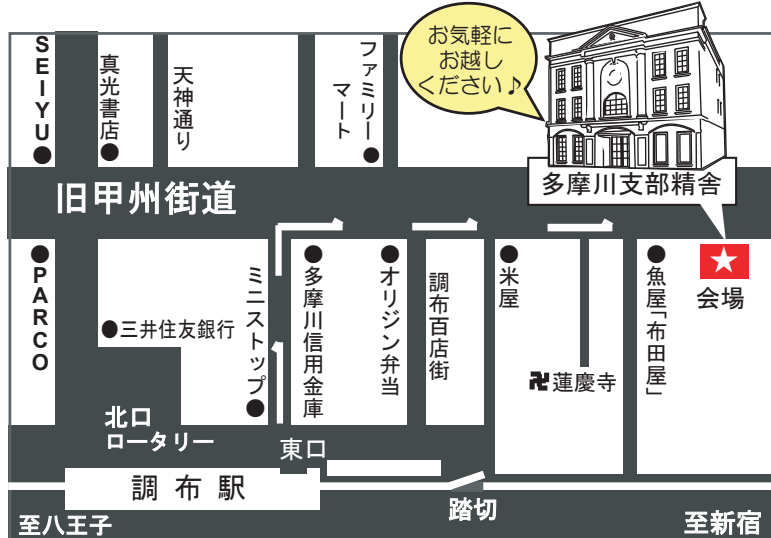 SEIYU
真光書店
天神通り
ファミリー
マート
お気軽に
お越し
ください♪
多摩川支部精舎
旧甲州街道
PARCO
三井住友銀行
ミニストップ
多摩川信用金庫
オリジン弁当
調布百店街
米屋
卍蓮慶寺
魚屋「布田屋」
会場
北口
ロータリー
東口
調布駅
踏切
至八王子
至新宿